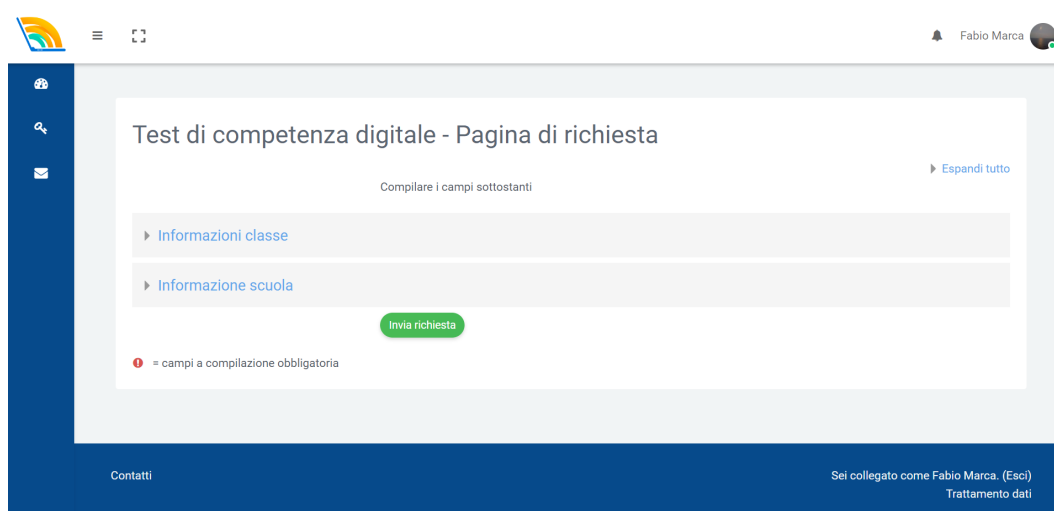 Fabio Marca
Test di competenza digitale - Pagina di richiesta
Espandi tutto
Compilare i campi sottostanti
Informazioni classe
Informazione scuola
Invia richiesta
= campi a compilazione obbligatoria
Contatti
Sei collegato come Fabio Marca. (Esci)
Trattamento dati